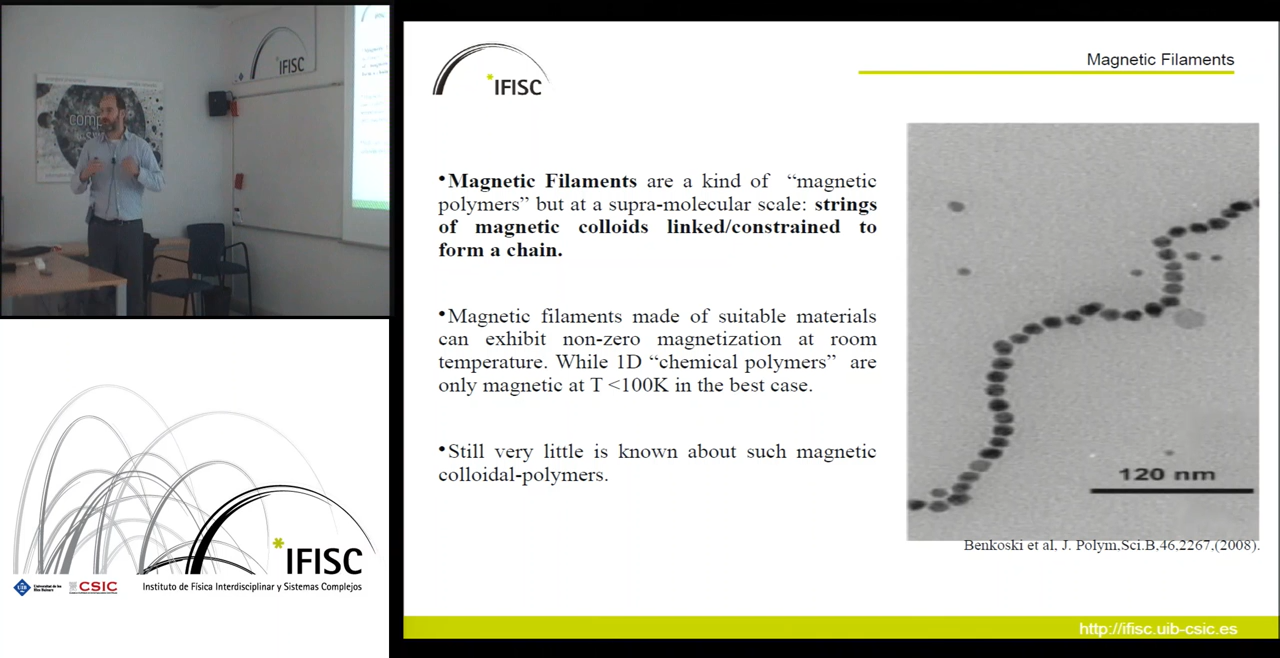 IFISC
COMP
IFISC
Magnetic Filaments
•Magnetic Filaments are a kind of “magnetic
polymers” but at a supra-molecular scale: strings
of magnetic colloids linked/constrained to
form a chain.
•Magnetic filaments made of suitable materials
can exhibit non-zero magnetization at room
temperature. While 1D “chemical polymers” are
only magnetic at T <100K in the best case.
•Still very little is known about such magnetic
colloidal-polymers.
120 nm
Benkoski et al, J. Polym,Sci.B,46,2267,(2008).
http://ifisc.uib-csic.es
IFISC
UIB
CSIC
Instituto de Física Interdisciplinar y Sistemas Complejos